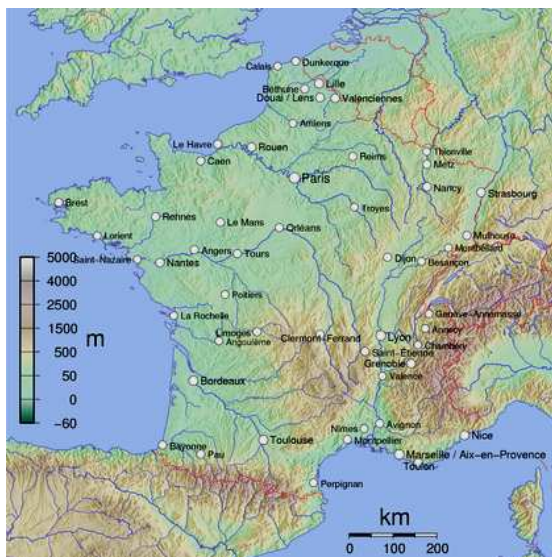 Calais
Dunkerque
Lille
Béthune
Douai / Lens
Valenciennes
Amiens
Le Havre
Rouen
Caen
Reims
Thionville
Metz
Paris
Nancy
Strasbourg
Brest
Rennes
Le Mans
Troyes
Orléans
Lorient
Mulhouse
Montbéliard
Angers
Tours
Dijon
Besançon
Saint-Nazaire
Nantes
Poitiers
La Rochelle
Genève-Annemasse
Limoges
Angoulême
Clermont-Ferrand
Lyon
Annecy
Chambéry
Saint-Étienne
Grenoble
Valence
Bordeaux
Nîmes
Avignon
Bayonne
Pau
Toulouse
Montpellier
Nice
Marseille / Aix-en-Provence
Toulon
Perpignan
5000
4000
2500
1500
500
50
0
−60
m
km
0 100 200